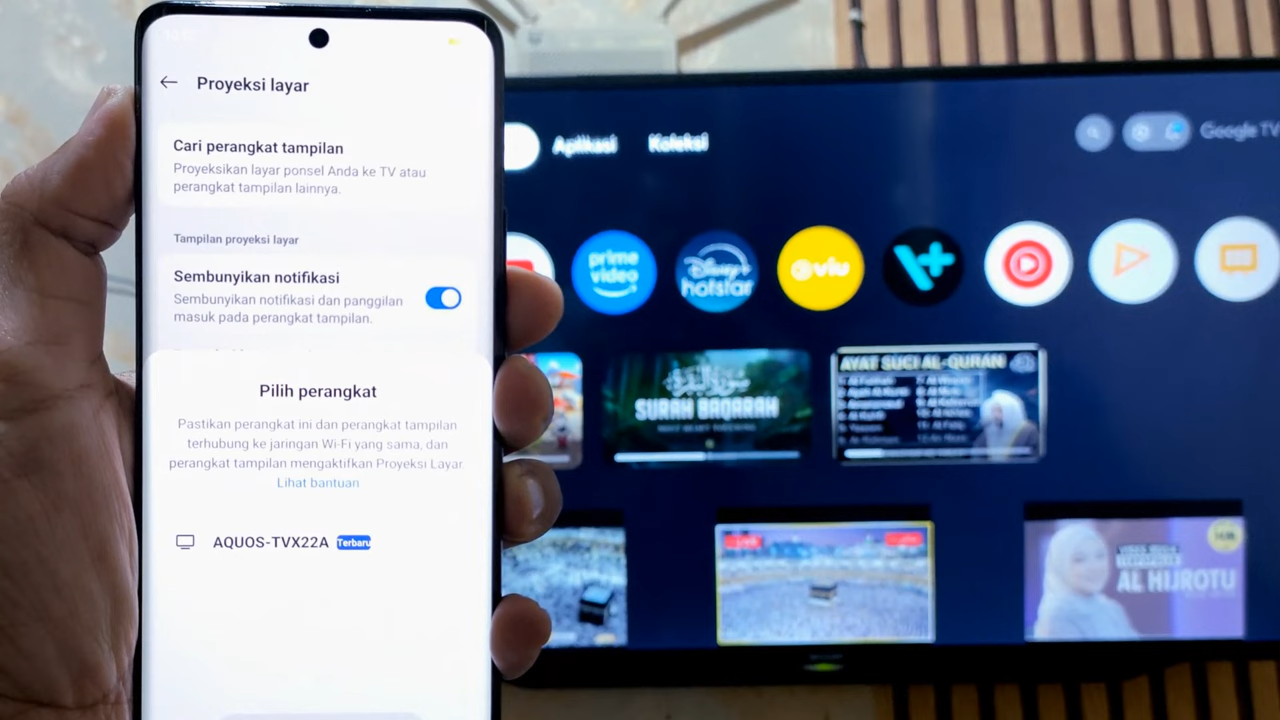 Proyeksi layar
Cari perangkat tampilan
Proyeksikan layar ponsel Anda ke TV atau
perangkat tampilan lainnya.
Tampilan proyeksi layar
Sembunyikan notifikasi
Sembunyikan notifikasi dan panggilan
masuk pada perangkat tampilan.
Pilih perangkat
Pastikan perangkat ini dan perangkat tampilan
terhubung ke jaringan Wi-Fi yang sama, dan
perangkat tampilan mengaktifkan Proyeksi Layar
Lihat bantuan
AQUOS-TVX22A Terbaru
Aplikasi Koleksi Google TV
prime
video
Disney+
hotstar
viu
V+
AYAT SUCI AL-QURAN
SURAH BAQARAH
AL HIJROTU